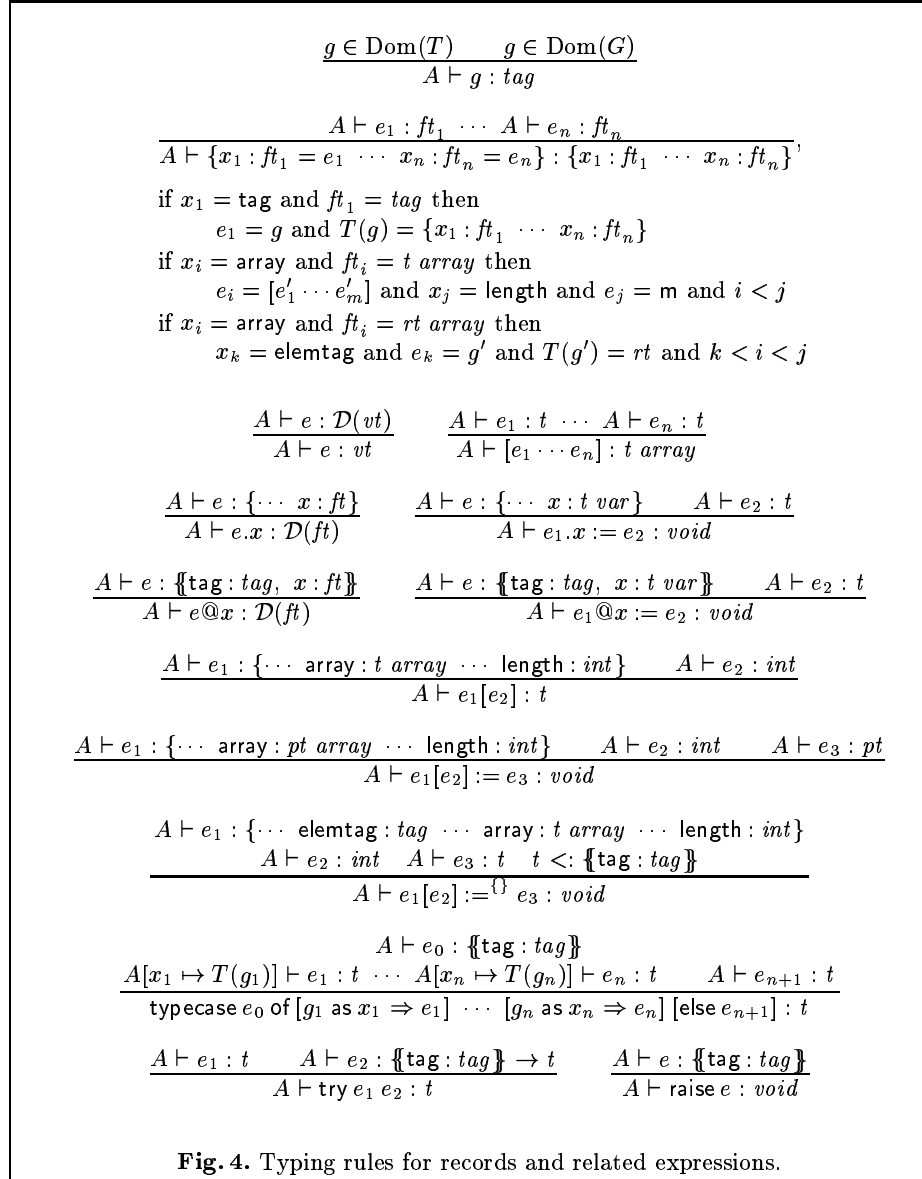 g ∈ Dom(T)    g ∈ Dom(G)
A ⊢ g : tag
A ⊢ e₁ : ft₁ ⋯ A ⊢ eₙ : ftₙ
A ⊢ {x₁ : ft₁ = e₁ ⋯ xₙ : ftₙ = eₙ} : {x₁ : ft₁ ⋯ xₙ : ftₙ},
if x₁ = tag and ft₁ = tag then
e₁ = g and T(g) = {x₁ : ft₁ ⋯ xₙ : ftₙ}
if xᵢ = array and ftᵢ = t array then
eᵢ = [e′₁ ⋯ e′ₘ] and xⱼ = length and eⱼ = m and i < j
if xᵢ = array and ftᵢ = rt array then
xₖ = elemtag and eₖ = g′ and T(g′) = rt and k < i < j
A ⊢ e : 𝒟(vt)    A ⊢ e₁ : t ⋯ A ⊢ eₙ : t
A ⊢ e : vt    A ⊢ [e₁ ⋯ eₙ] : t array
A ⊢ e : {⋯ x : ft}    A ⊢ e : {⋯ x : t var}    A ⊢ e₂ : t
A ⊢ e.x : 𝒟(ft)    A ⊢ e₁.x := e₂ : void
A ⊢ e : ⦃tag : tag, x : ft⦄    A ⊢ e : ⦃tag : tag, x : t var⦄    A ⊢ e₂ : t
A ⊢ e@x : 𝒟(ft)    A ⊢ e₁@x := e₂ : void
A ⊢ e₁ : {⋯ array : t array ⋯ length : int}    A ⊢ e₂ : int
A ⊢ e₁[e₂] : t
A ⊢ e₁ : {⋯ array : pt array ⋯ length : int}    A ⊢ e₂ : int    A ⊢ e₃ : pt
A ⊢ e₁[e₂] := e₃ : void
A ⊢ e₁ : {⋯ elemtag : tag ⋯ array : t array ⋯ length : int}
A ⊢ e₂ : int    A ⊢ e₃ : t    t <: ⦃tag : tag⦄
A ⊢ e₁[e₂] :=^{} e₃ : void
A ⊢ e₀ : ⦃tag : tag⦄
A[x₁ ↦ T(g₁)] ⊢ e₁ : t ⋯ A[xₙ ↦ T(gₙ)] ⊢ eₙ : t    A ⊢ eₙ₊₁ : t
typecase e₀ of [g₁ as x₁ ⇒ e₁] ⋯ [gₙ as xₙ ⇒ eₙ] [else eₙ₊₁] : t
A ⊢ e₁ : t    A ⊢ e₂ : ⦃tag : tag⦄ → t    A ⊢ e : ⦃tag : tag⦄
A ⊢ try e₁ e₂ : t    A ⊢ raise e : void
Fig. 4. Typing rules for records and related expressions.